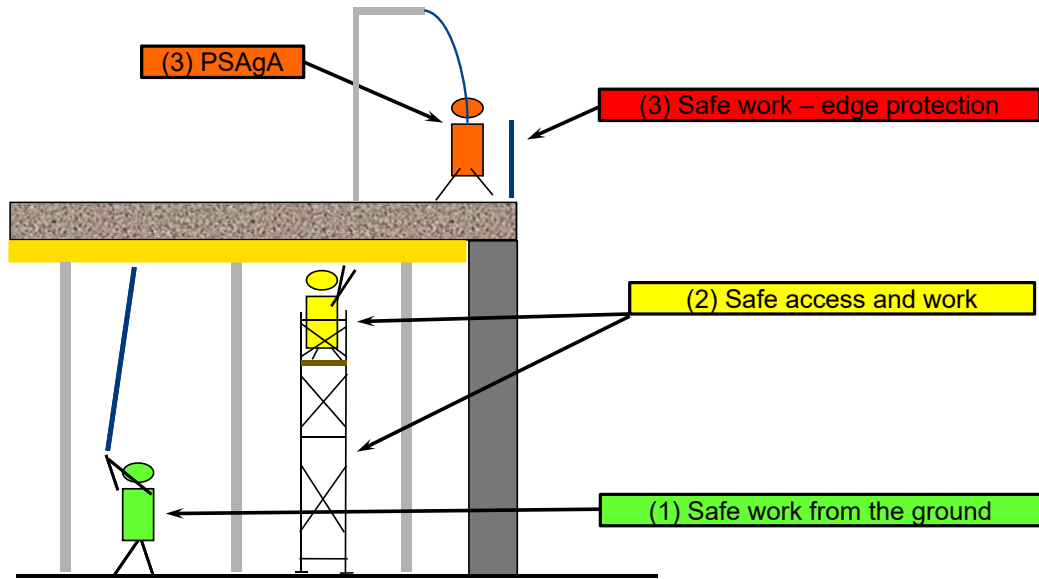 (3) PSAgA
(3) Safe work – edge protection
(2) Safe access and work
(1) Safe work from the ground